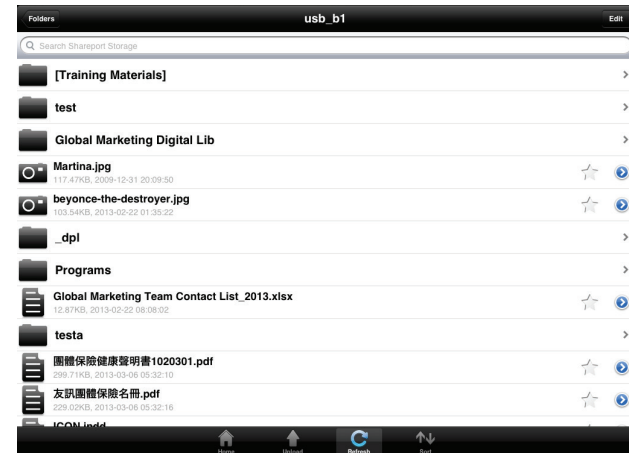 Folders
usb_b1
Edit
Search Shareport Storage
[Training Materials]
test
Global Marketing Digital Lib
Martina.jpg
117.47KB, 2009-12-31 20:09:50
beyonce-the-destroyer.jpg
103.54KB, 2013-02-22 01:35:22
_dpl
Programs
Global Marketing Team Contact List_2013.xlsx
12.87KB, 2013-02-22 08:08:02
testa
團體保險健康聲明書1020301.pdf
299.71KB, 2013-03-06 05:32:10
友訊團體保險名冊.pdf
229.02KB, 2013-03-06 05:32:16
ICON.indd
Home
Upload
Refresh
Sort